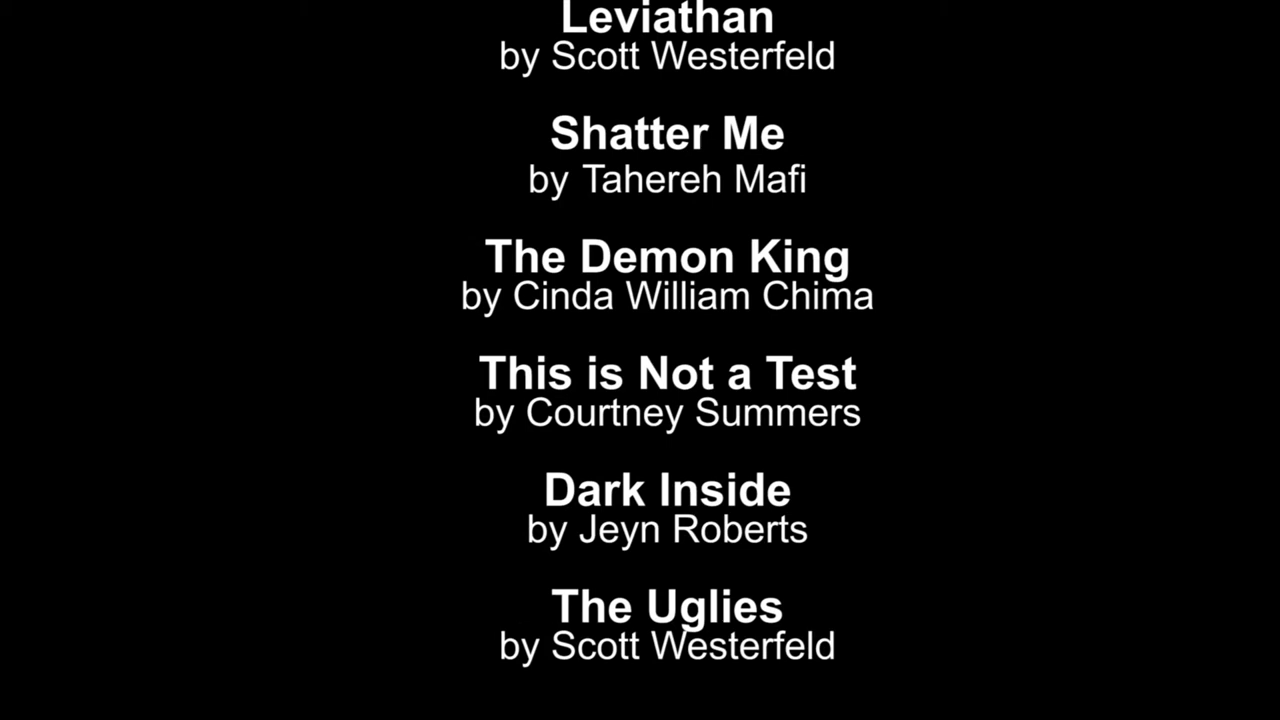 Leviathan
by Scott Westerfeld
Shatter Me
by Tahereh Mafi
The Demon King
by Cinda William Chima
This is Not a Test
by Courtney Summers
Dark Inside
by Jeyn Roberts
The Uglies
by Scott Westerfeld